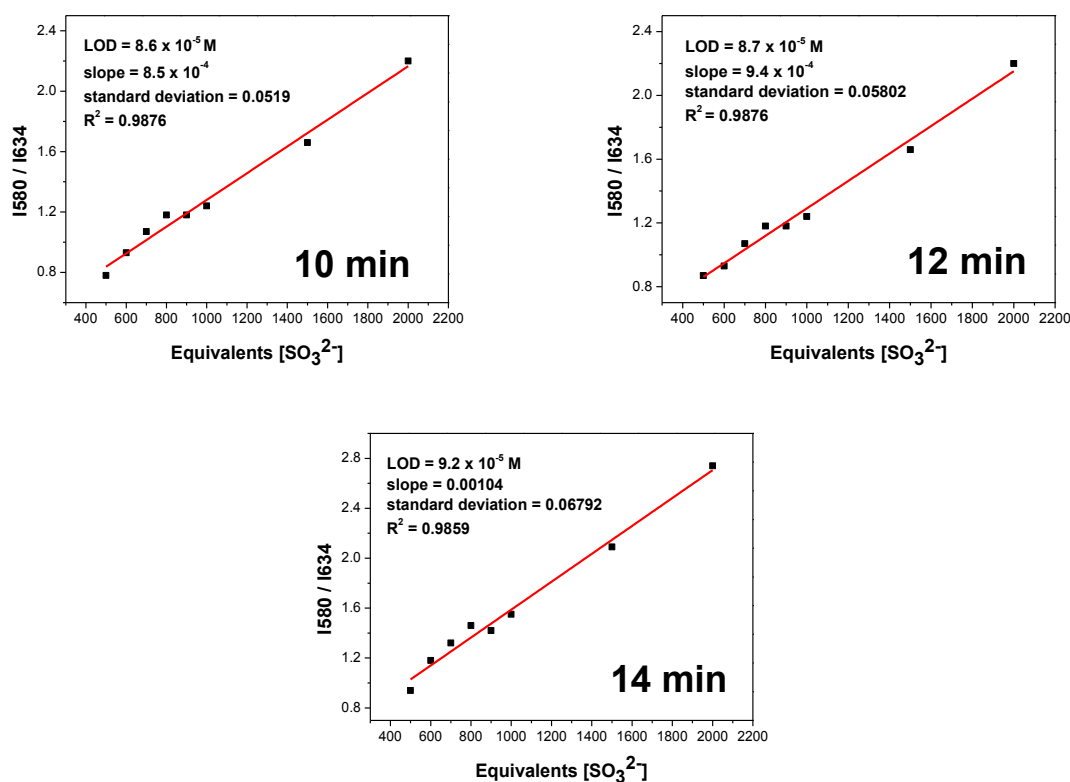 LOD = 8.6 x 10⁻⁵ M
slope = 8.5 x 10⁻⁴
standard deviation = 0.0519
R² = 0.9876
2.4
2.0
1.6
1.2
0.8
I580 / I634
10 min
400 600 800 1000 1200 1400 1600 1800 2000 2200
Equivalents [SO₃²⁻]
LOD = 8.7 x 10⁻⁵ M
slope = 9.4 x 10⁻⁴
standard deviation = 0.05802
R² = 0.9876
2.4
2.0
1.6
1.2
0.8
I580 / I634
12 min
400 600 800 1000 1200 1400 1600 1800 2000 2200
Equivalents [SO₃²⁻]
LOD = 9.2 x 10⁻⁵ M
slope = 0.00104
standard deviation = 0.06792
R² = 0.9859
2.8
2.4
2.0
1.6
1.2
0.8
I580 / I634
14 min
400 600 800 1000 1200 1400 1600 1800 2000 2200
Equivalents [SO₃²⁻]